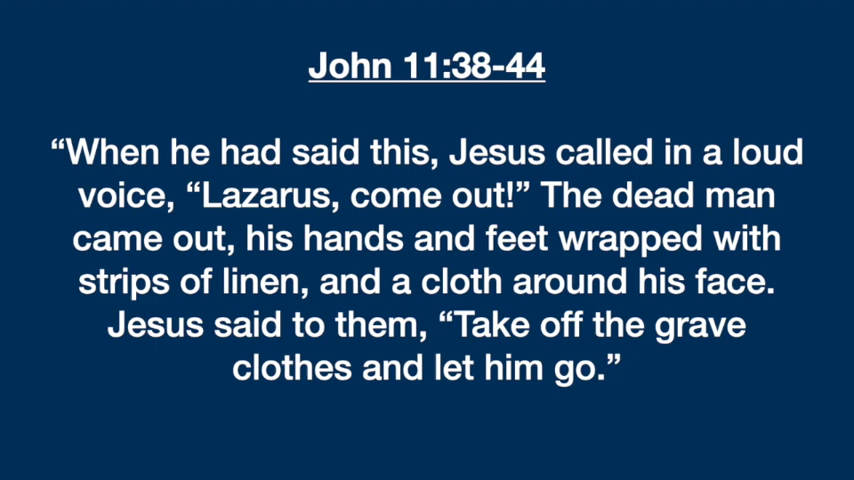 John 11:38-44
“When he had said this, Jesus called in a loud
voice, “Lazarus, come out!” The dead man
came out, his hands and feet wrapped with
strips of linen, and a cloth around his face.
Jesus said to them, “Take off the grave
clothes and let him go.”